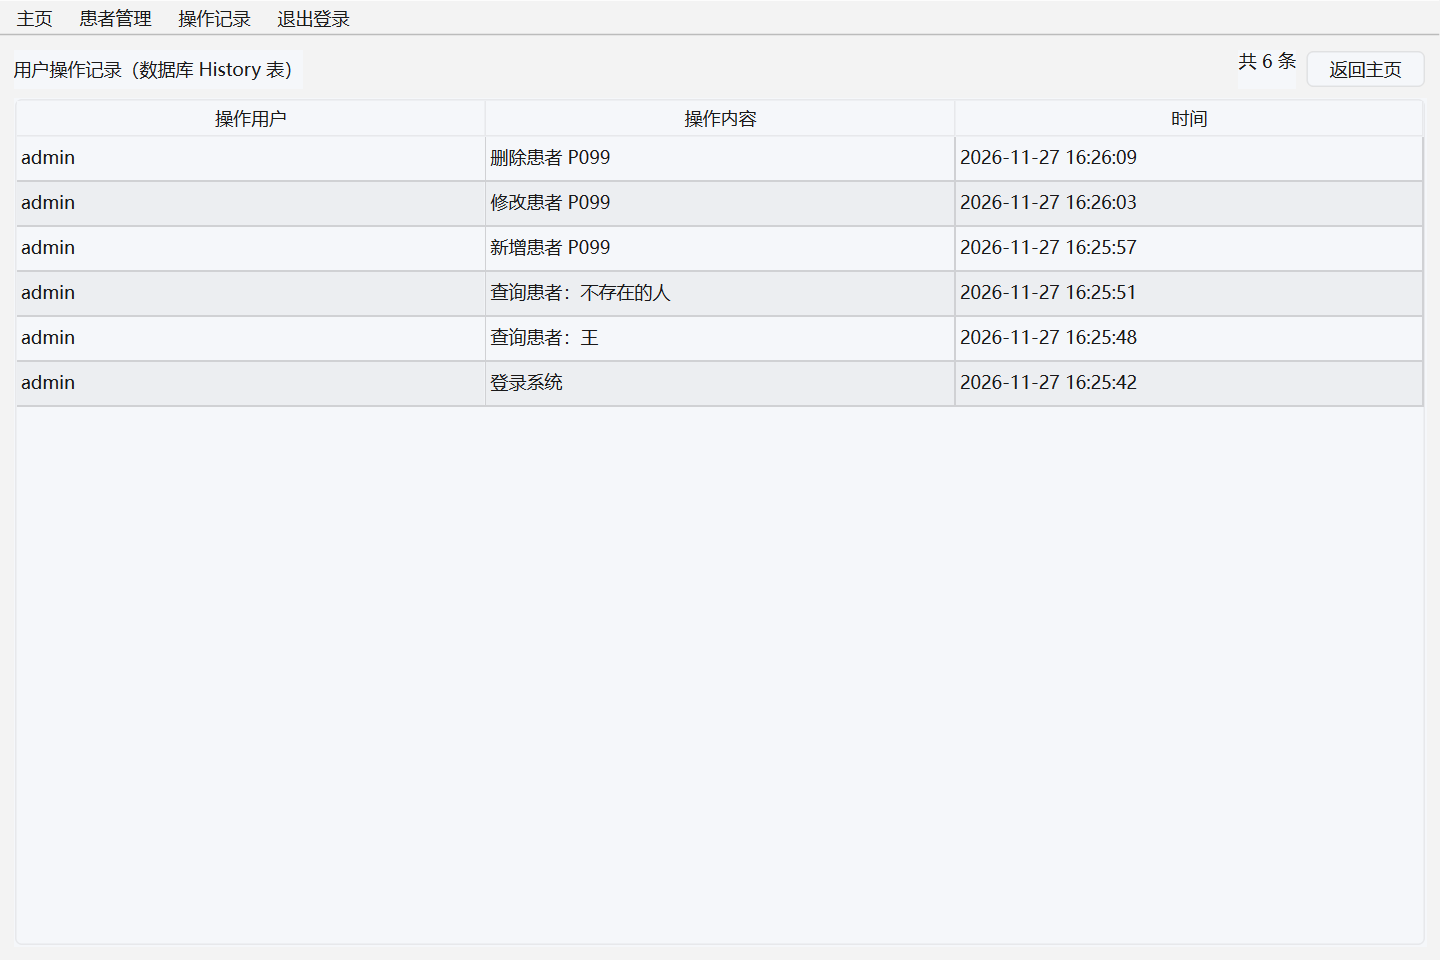 主页 患者管理 操作记录 退出登录
用户操作记录（数据库 History 表） 共 6 条 返回主页
操作用户 操作内容 时间
admin 删除患者 P099 2026-11-27 16:26:09
admin 修改患者 P099 2026-11-27 16:26:03
admin 新增患者 P099 2026-11-27 16:25:57
admin 查询患者：不存在的人 2026-11-27 16:25:51
admin 查询患者：王 2026-11-27 16:25:48
admin 登录系统 2026-11-27 16:25:42